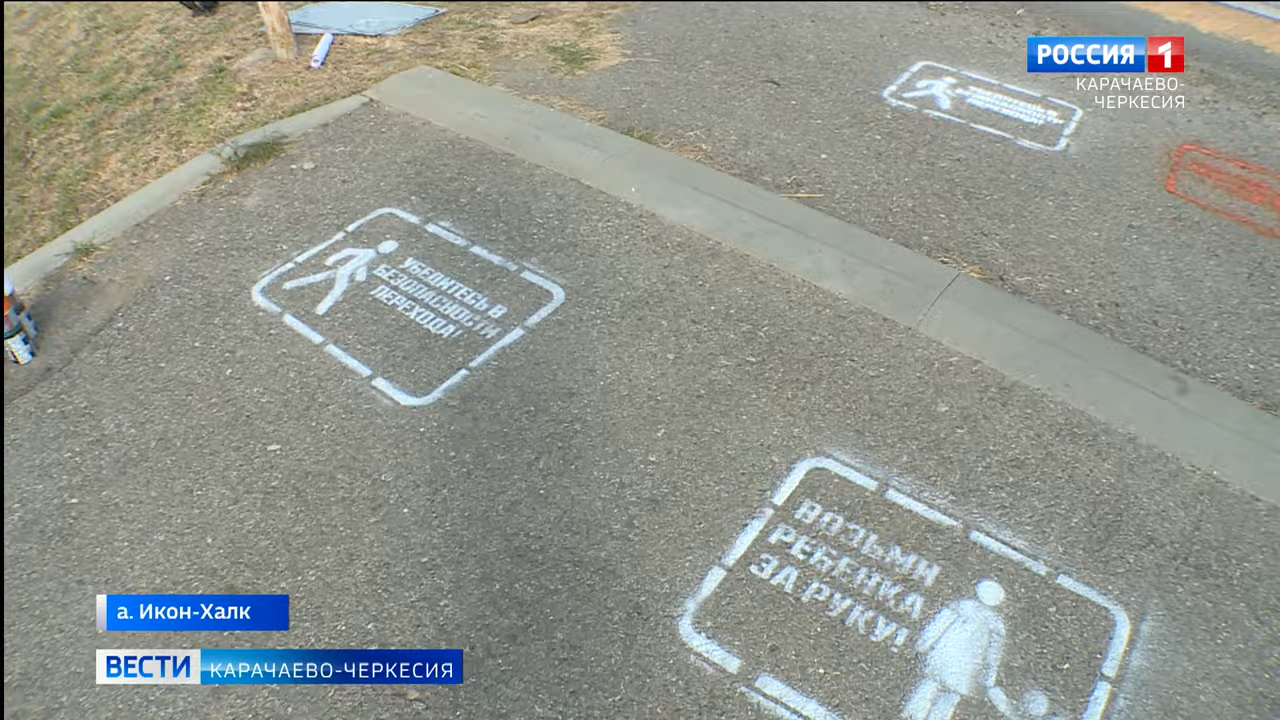 РОССИЯ 1
КАРАЧАЕВО-
ЧЕРКЕСИЯ
УБЕДИТЕСЬ В
БЕЗОПАСНОСТИ
ПЕРЕХОДА!
ВОЗЬМИ
РЕБЕНКА
ЗА РУКУ!
а. Икон-Халк
ВЕСТИ КАРАЧАЕВО-ЧЕРКЕСИЯ